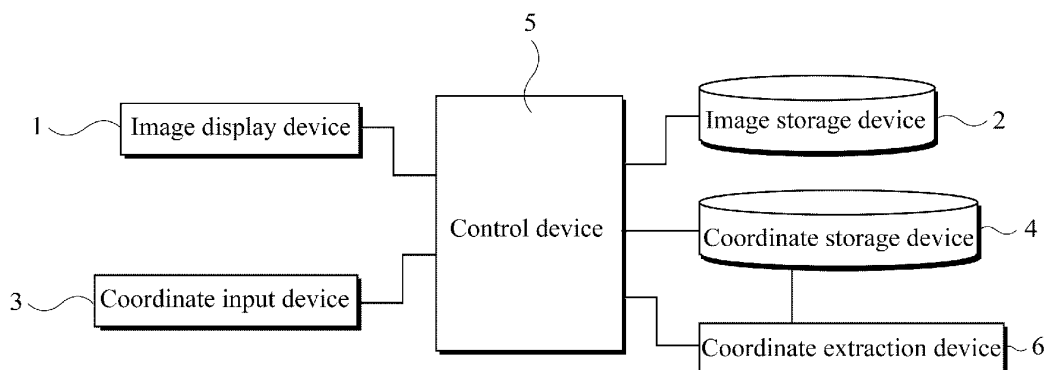 5
1
Image display device
Image storage device
2
Control device
Coordinate storage device
4
3
Coordinate input device
Coordinate extraction device
6